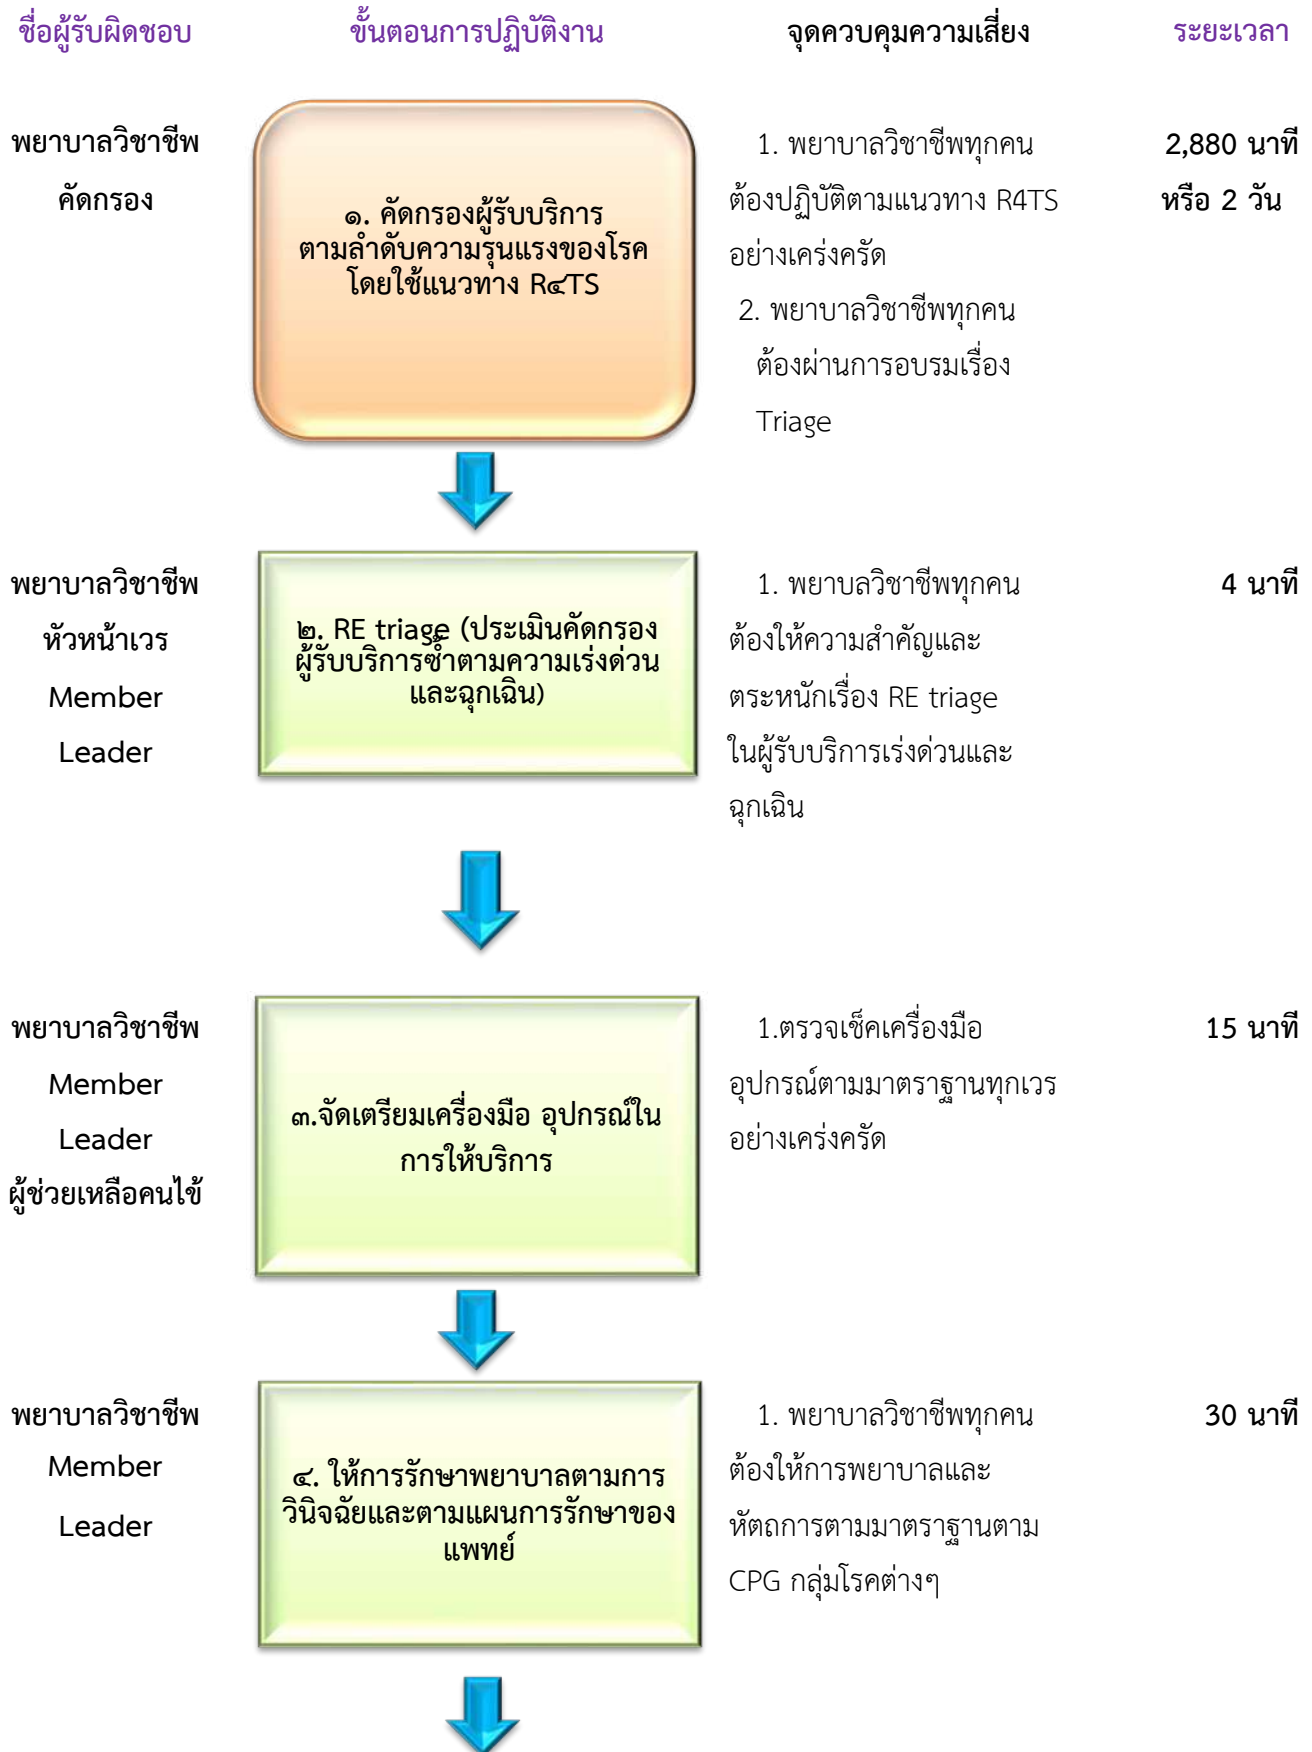 ชื่อผู้รับผิดชอบ ขั้นตอนการปฏิบัติงาน จุดควบคุมความเสี่ยง ระยะเวลา
พยาบาลวิชาชีพ
คัดกรอง
๑. คัดกรองผู้รับบริการ
ตามลำดับความรุนแรงของโรค
โดยใช้แนวทาง R๔TS
1. พยาบาลวิชาชีพทุกคน
ต้องปฏิบัติตามแนวทาง R4TS
อย่างเคร่งครัด
2. พยาบาลวิชาชีพทุกคน
ต้องผ่านการอบรมเรื่อง
Triage
2,880 นาที
หรือ 2 วัน
พยาบาลวิชาชีพ
หัวหน้าเวร
Member
Leader
๒. RE triage (ประเมินคัดกรอง
ผู้รับบริการซ้ำตามความเร่งด่วน
และฉุกเฉิน)
1. พยาบลวิชาชีพทุกคน
ต้องให้ความสำคัญและ
ตระหนักเรื่อง RE triage
ในผู้รับบริการเร่งด่วนและ
ฉุกเฉิน
4 นาที
พยาบาลวิชาชีพ
Member
Leader
ผู้ช่วยเหลือคนไข้
๓.จัดเตรียมเครื่องมือ อุปกรณ์ใน
การให้บริการ
1.ตรวจเช็คเครื่องมือ
อุปกรณ์ตามมาตราฐานทุกเวร
อย่างเคร่งครัด
15 นาที
พยาบาลวิชาชีพ
Member
Leader
๔. ให้การรักษาพยาบาลตามการ
วินิจฉัยและตามแผนการรักษาของ
แพทย์
1. พยาบาลวิชาชีพทุกคน
ต้องให้การพยาบาลและ
หัตถการตามมาตราฐานตาม
CPG กลุ่มโรคต่างๆ
30 นาที